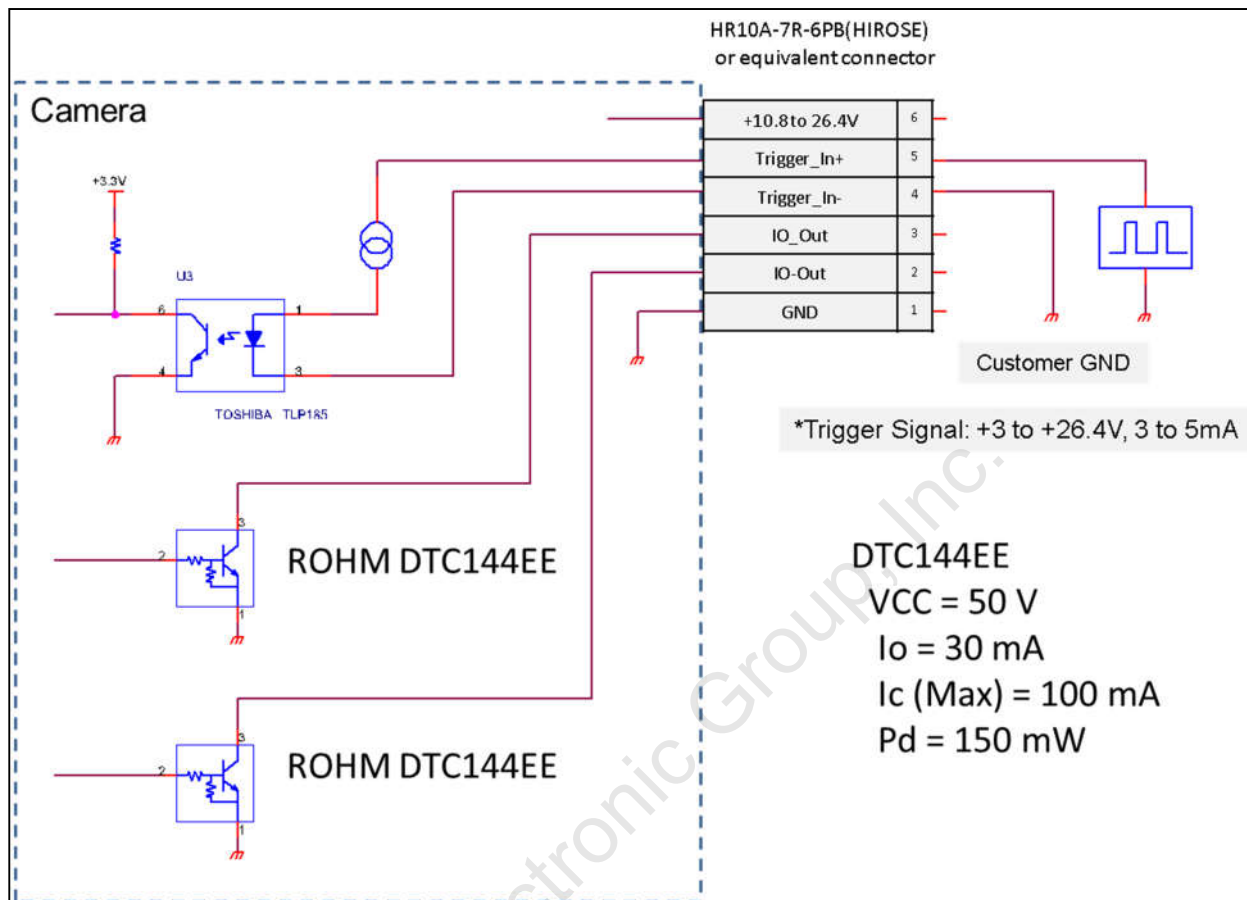 HR10A-7R-6PB(HIROSE)
or equivalent connector
Camera
+10.8 to 26.4V 6
Trigger_In+ 5
Trigger_In- 4
IO_Out 3
IO-Out 2
GND 1
+3.3V
U3
6
1
4
3
TOSHIBA TLP185
Customer GND
*Trigger Signal: +3 to +26.4V, 3 to 5mA
3
2
ROHM DTC144EE
1
3
2
ROHM DTC144EE
1
DTC144EE
VCC = 50 V
Io = 30 mA
Ic (Max) = 100 mA
Pd = 150 mW
ctronic Group, Inc.